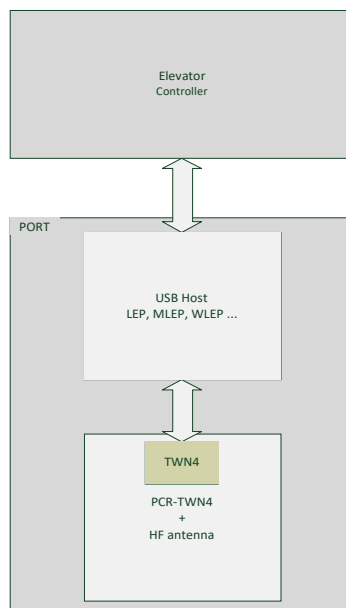 Elevator
Controller
PORT
USB Host
LEP, MLEP, WLEP ...
TWN4
PCR-TWN4
+
HF antenna